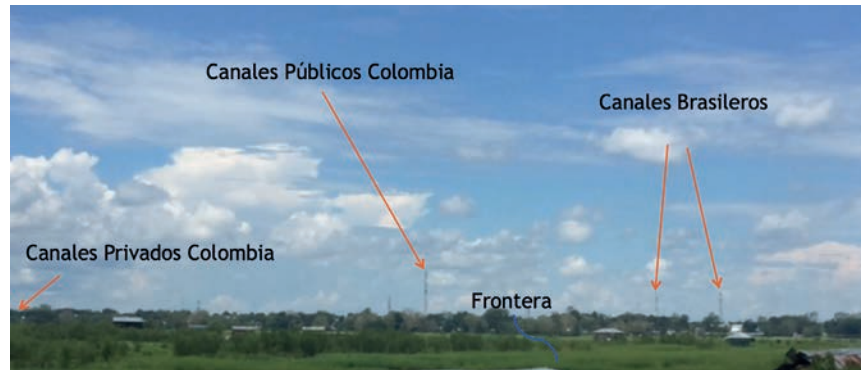 Canales Públicos Colombia
Canales Brasileros
Canales Privados Colombia
Frontera